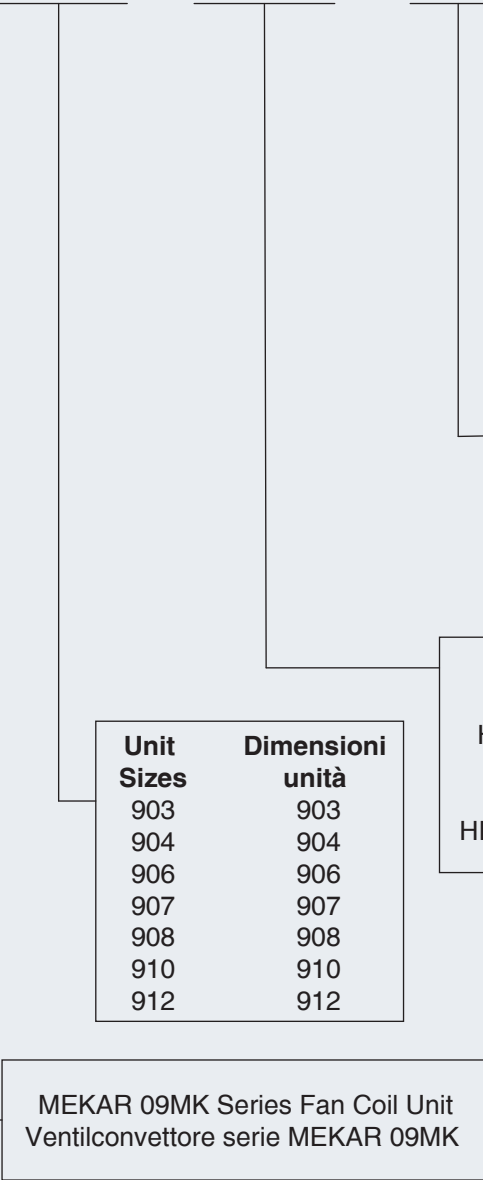 Unit Dimensioni
Sizes unità
903 903
904 904
906 906
907 907
908 908
910 910
912 912
MEKAR 09MK Series Fan Coil Unit
Ventilconvettore serie MEKAR 09MK